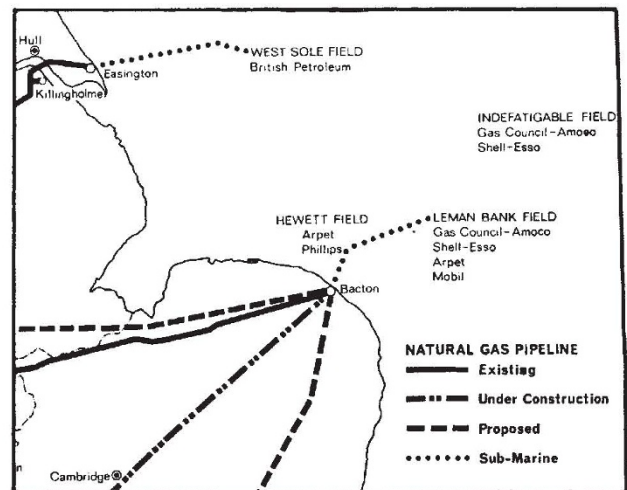 Hull
WEST SOLE FIELD
British Petroleum
Easington
Killingholme
INDEFATIGABLE FIELD
Gas Council-Amoco
Shell-Esso
HEWETT FIELD
Arpet
Phillips
LEMAN BANK FIELD
Gas Council-Amoco
Shell-Esso
Arpet
Mobil
Bacton
NATURAL GAS PIPELINE
Existing
Under Construction
Proposed
Sub-Marine
Cambridge
n